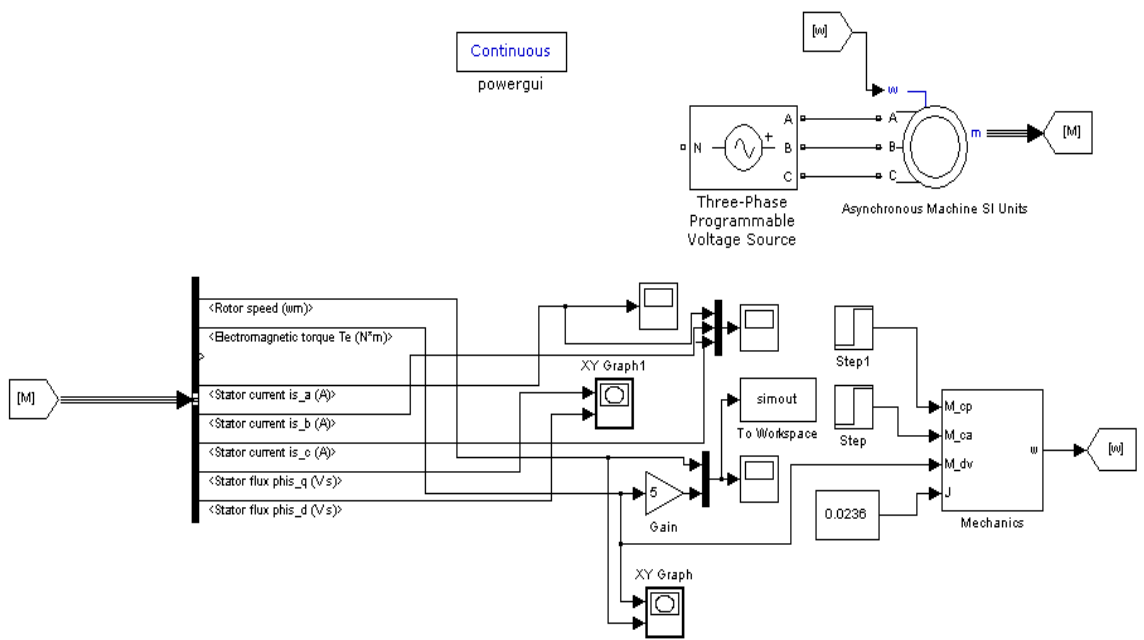 [w]
Continuous
powergui
w
A
B
C
N
+
A
B
C
m
[M]
Three-Phase
Programmable
Voltage Source
Asynchronous Machine SI Units
<Rotor speed (wm)>
<Electromagnetic torque Te (N*m)>
XY Graph1
Step1
[M]
<Stator current is_a (A)>
simout
To Workspace
Step
M_cp
<Stator current is_b (A)>
M_ca
w
[w]
<Stator current is_c (A)>
M_dv
<Stator flux phis_q (V s)>
5
J
<Stator flux phis_d (V s)>
Gain
0.0236
Mechanics
XY Graph